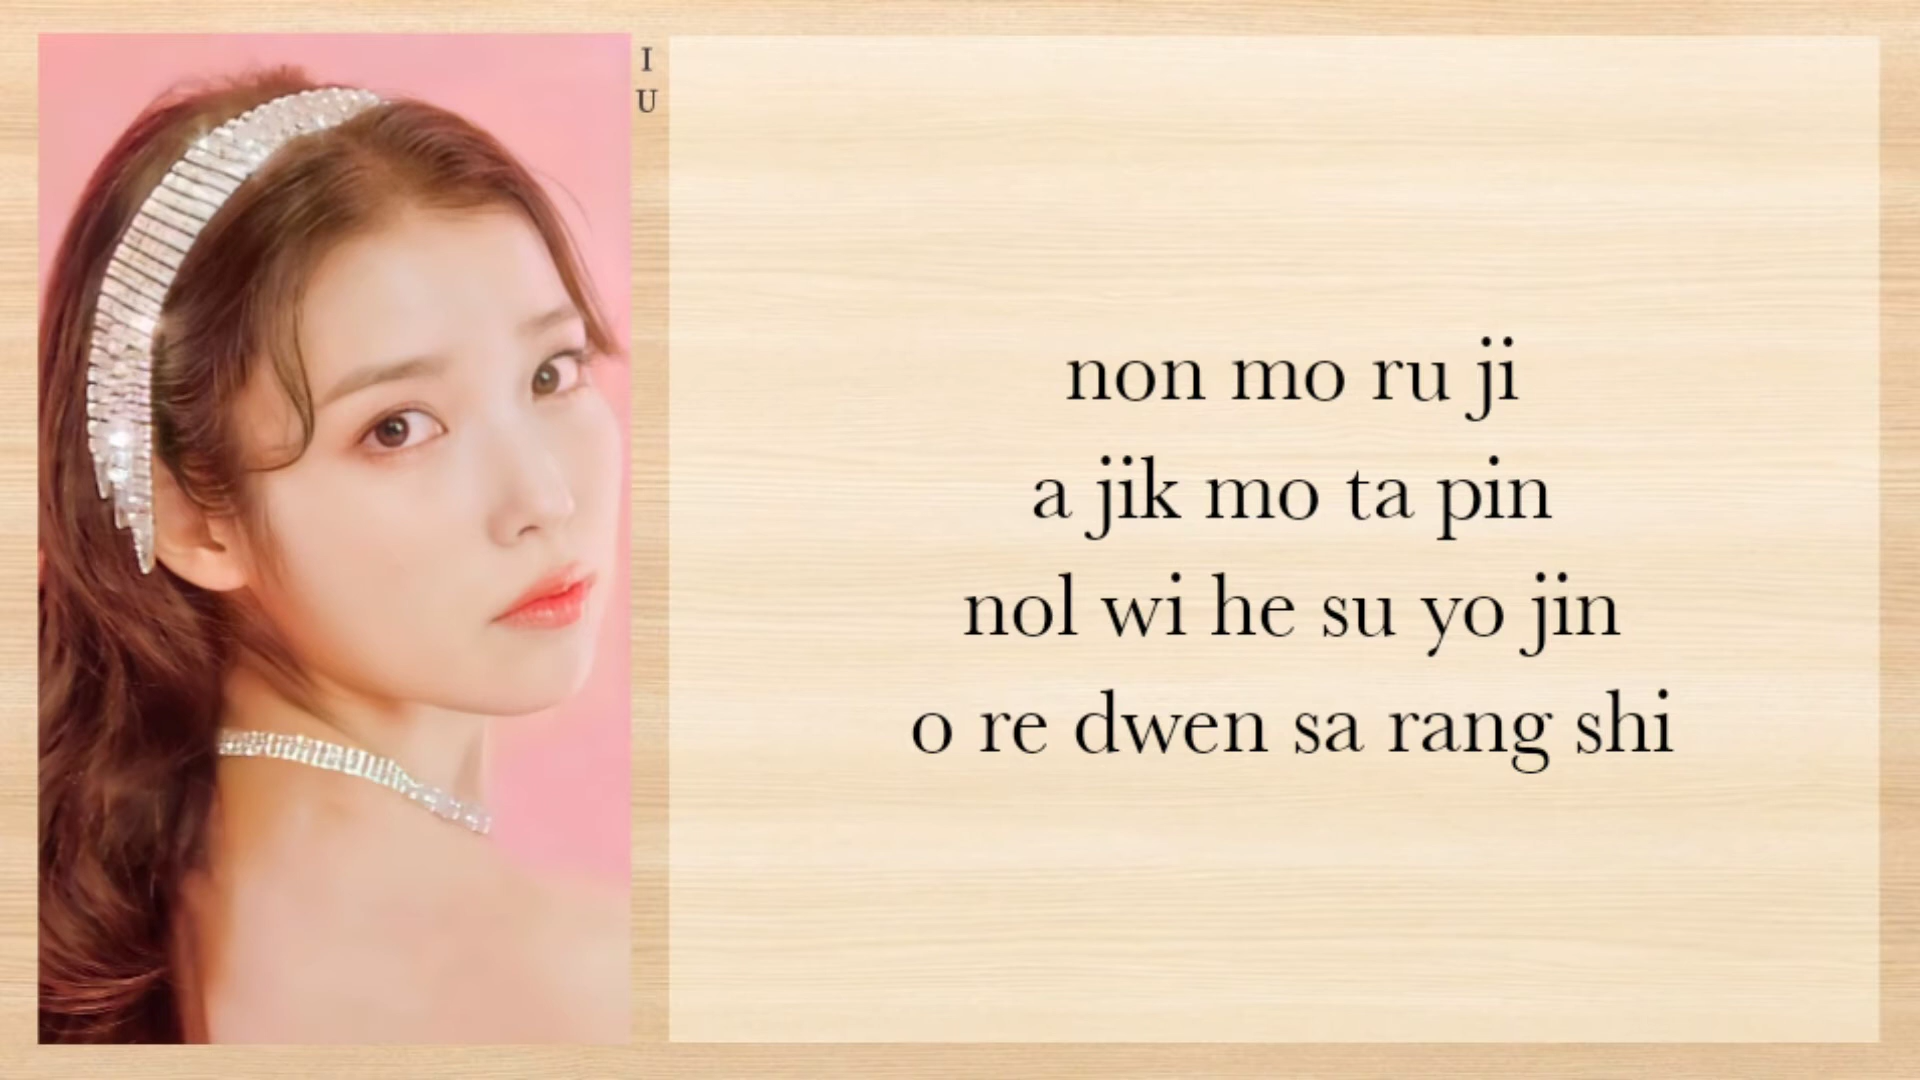 I
U
non mo ru ji
a jik mo ta pin
nol wi he su yo jin
o re dwen sa rang shi